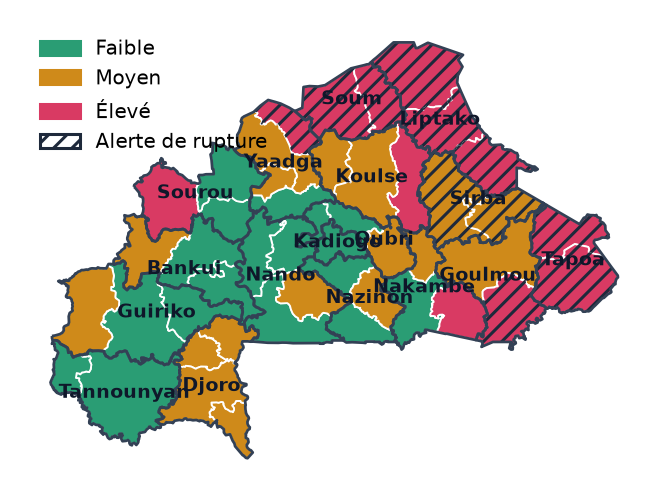 Faible
Moyen
Élevé
Alerte de rupture
Soum
Liptako
Yaadga
Koulse
Sourou
Sirba
Kadiogo
Oubri
Bankui
Nando
Goulmou
Tapoa
Nazinon
Nakambe
Guiriko
Tannounyan
Djoro